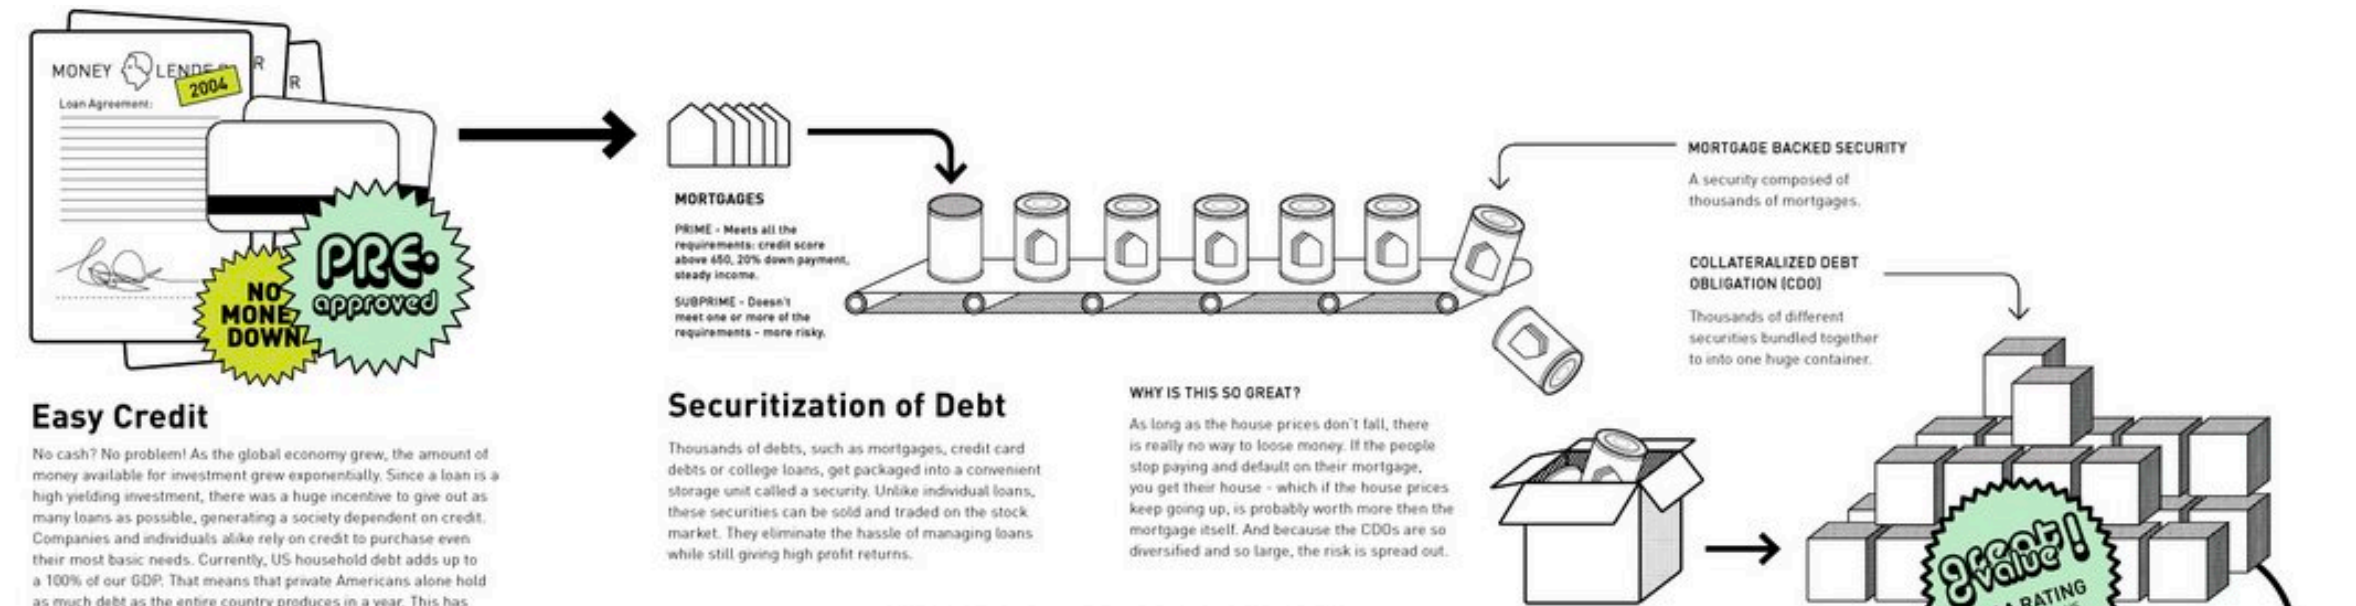 MONEY LENDE
2004
R
R
Loan Agreement:
NO
MONEY
DOWN
PRE-
approved
Easy Credit
No cash? No problem! As the global economy grew, the amount of
money available for investment grew exponentially. Since a loan is a
high yielding investment, there was a huge incentive to give out as
many loans as possible, generating a society dependent on credit.
Companies and individuals alike rely on credit to purchase even
their most basic needs. Currently, US household debt adds up to
a 100% of our GDP. That means that private Americans alone hold
as much debt as the entire country produces in a year. This has
MORTGAGES
PRIME - Meets all the
requirements: credit score
above 650, 20% down payment,
steady income.
SUBPRIME - Doesn't
meet one or more of the
requirements - more risky.
Securitization of Debt
Thousands of debts, such as mortgages, credit card
debts or college loans, get packaged into a convenient
storage unit called a security. Unlike individual loans,
these securities can be sold and traded on the stock
market. They eliminate the hassle of managing loans
while still giving high profit returns.
WHY IS THIS SO GREAT?
As long as the house prices don't fall, there
is really no way to loose money. If the people
stop paying and default on their mortgage,
you get their house - which if the house prices
keep going up, is probably worth more then the
mortgage itself. And because the CDOs are so
diversified and so large, the risk is spread out.
MORTGAGE BACKED SECURITY
A security composed of
thousands of mortgages.
COLLATERALIZED DEBT
OBLIGATION (CDO)
Thousands of different
securities bundled together
to into one huge container.
great
value!
RATING